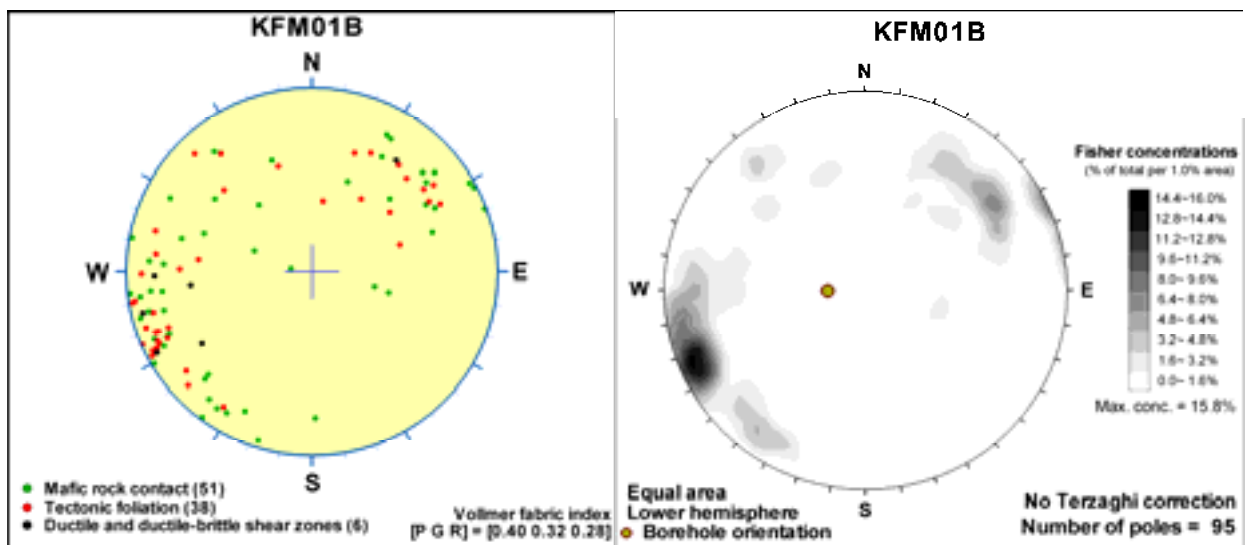 KFM01B
N
W
E
S
Mafic rock contact (51)
Tectonic foliation (38)
Ductile and ductile-brittle shear zones (6)
Vollmer fabric index
[P G R] = [0.40 0.32 0.28]
KFM01B
N
W
E
S
Fisher concentrations
(% of total per 1.0% area)
14.4~16.0%
12.8~14.4%
11.2~12.8%
9.6~11.2%
8.0~ 9.6%
6.4~ 8.0%
4.8~ 6.4%
3.2~ 4.8%
1.6~ 3.2%
0.0~ 1.6%
Max. conc. = 15.8%
Equal area
Lower hemisphere
Borehole orientation
No Terzaghi correction
Number of poles = 95